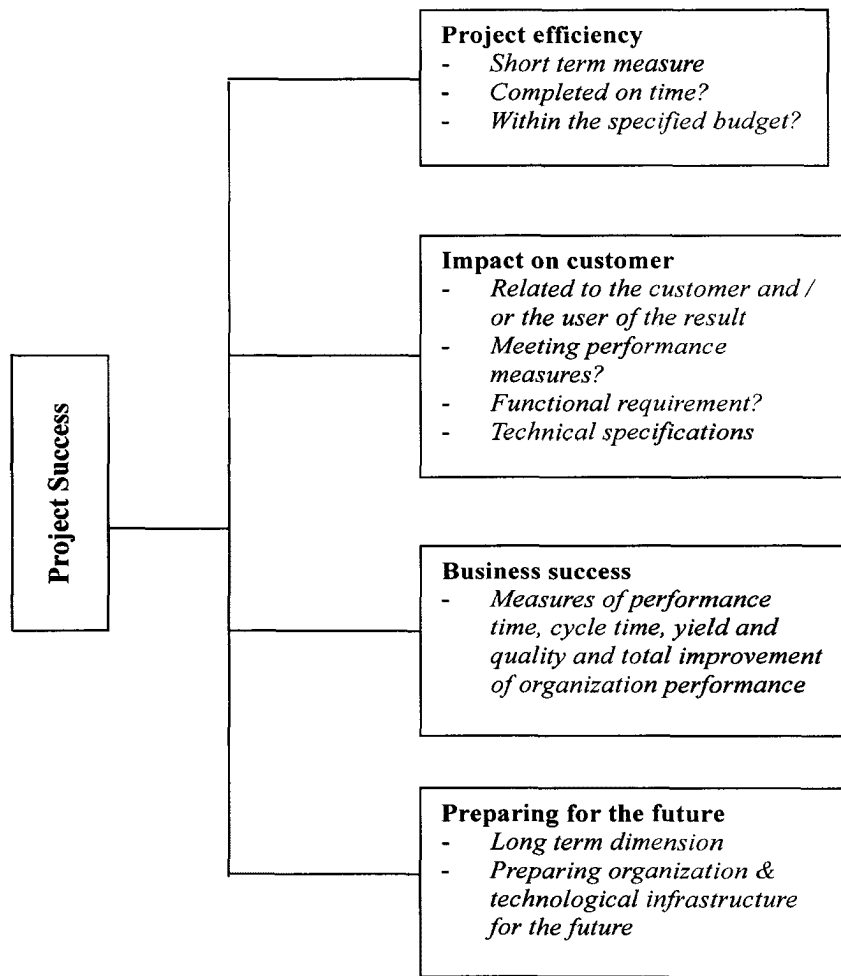 Project efficiency
- Short term measure
- Completed on time?
- Within the specified budget?
Impact on customer
- Related to the customer and /
or the user of the result
- Meeting performance
measures?
- Functional requirement?
- Technical specifications
Project Success
Business success
- Measures of performance
time, cycle time, yield and
quality and total improvement
of organization performance
Preparing for the future
- Long term dimension
- Preparing organization &
technological infrastructure
for the future